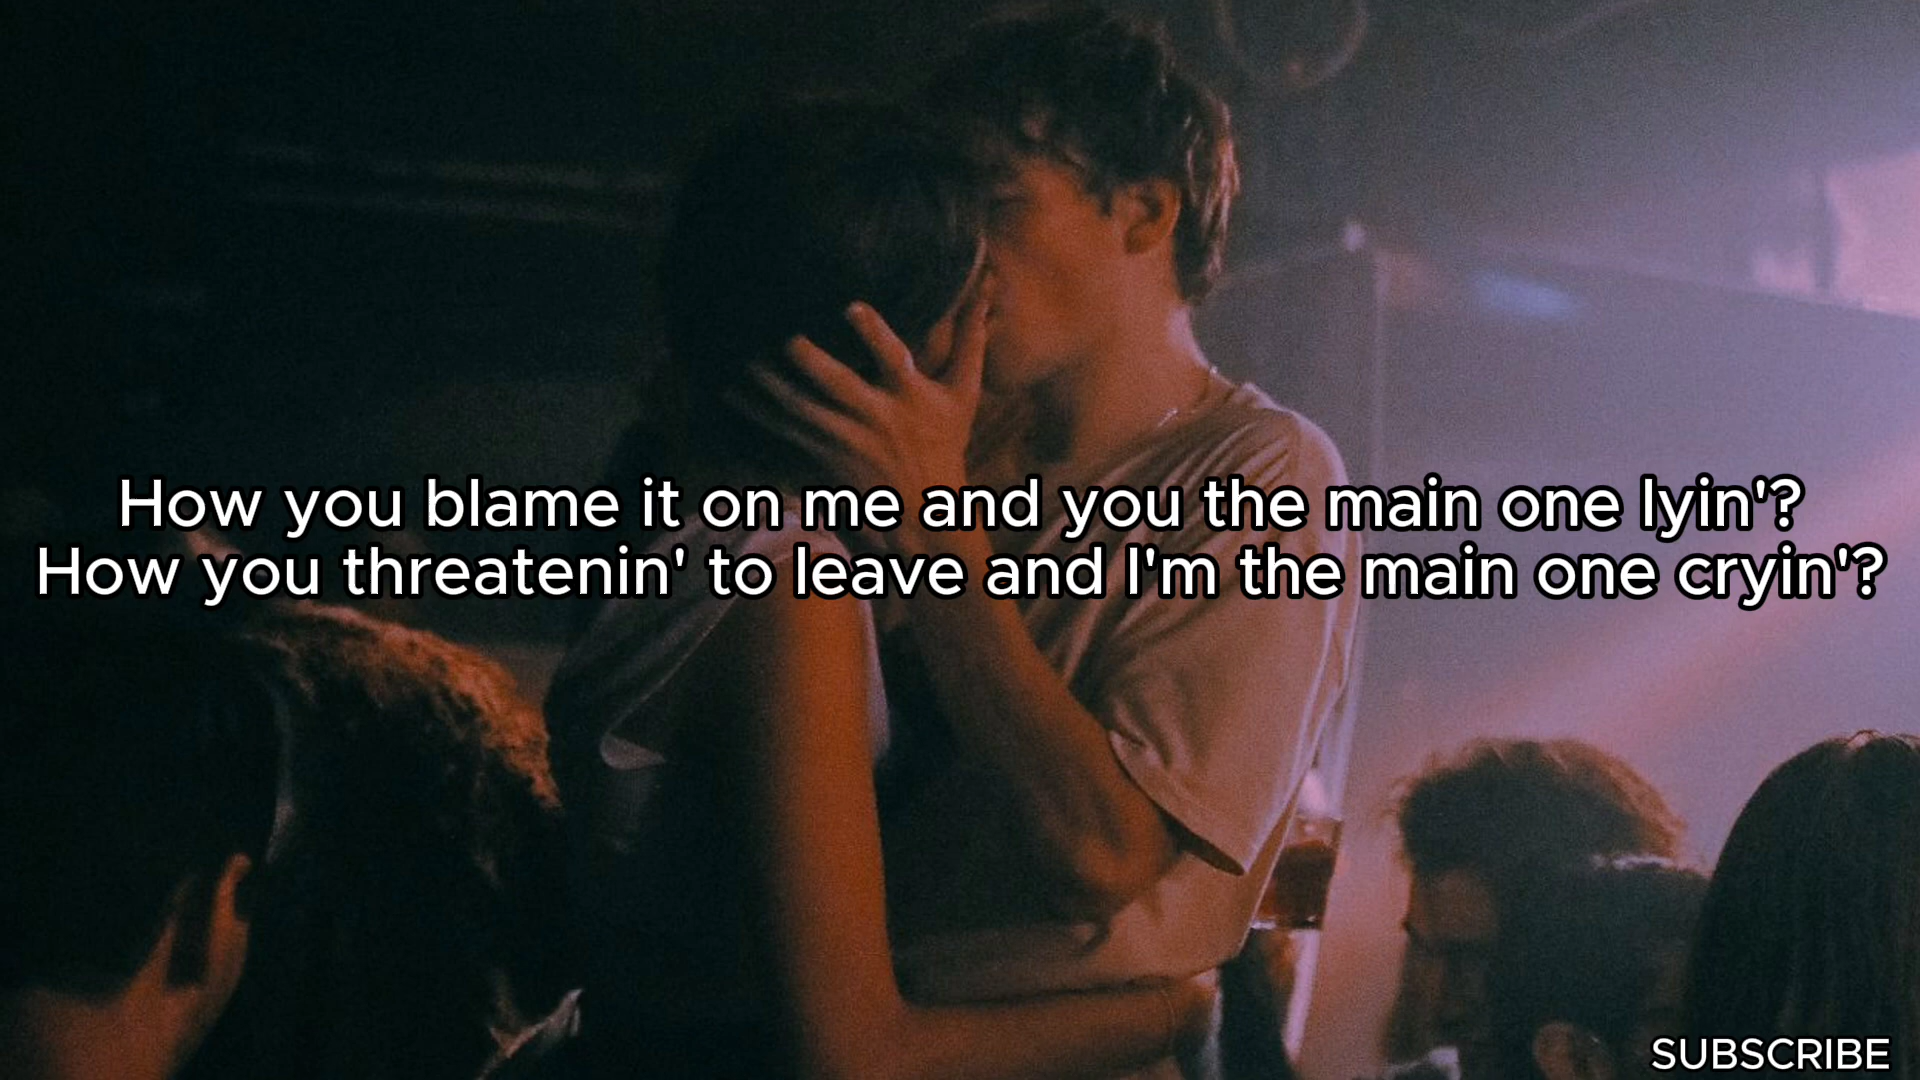 How you blame it on me and you the main one lyin'?
How you threatenin' to leave and I'm the main one cryin'?
SUBSCRIBE